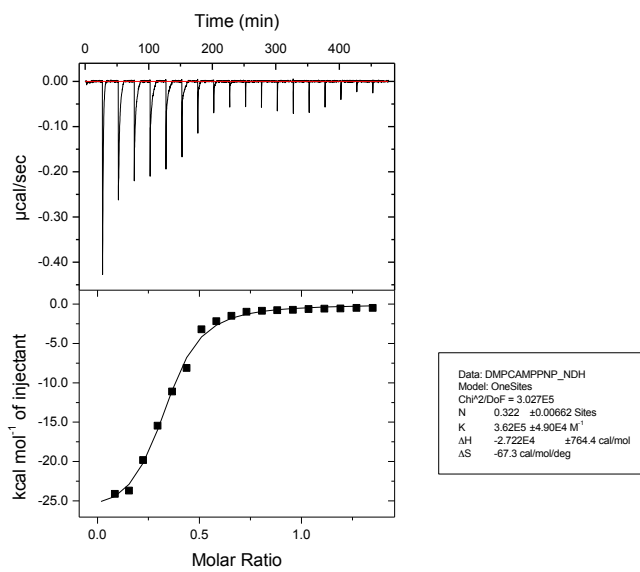 Time (min)
0 100 200 300 400
0.00
-0.10
-0.20
-0.30
-0.40
µcal/sec
0.0
-5.0
-10.0
-15.0
-20.0
-25.0
kcal mol⁻¹ of injectant
0.0 0.5 1.0
Molar Ratio
Data: DMPCAMPPNP_NDH
Model: OneSites
Chi^2/DoF = 3.027E5
N 0.322 ±0.00662 Sites
K 3.62E5 ±4.90E4 M⁻¹
ΔH -2.722E4 ±764.4 cal/mol
ΔS -67.3 cal/mol/deg